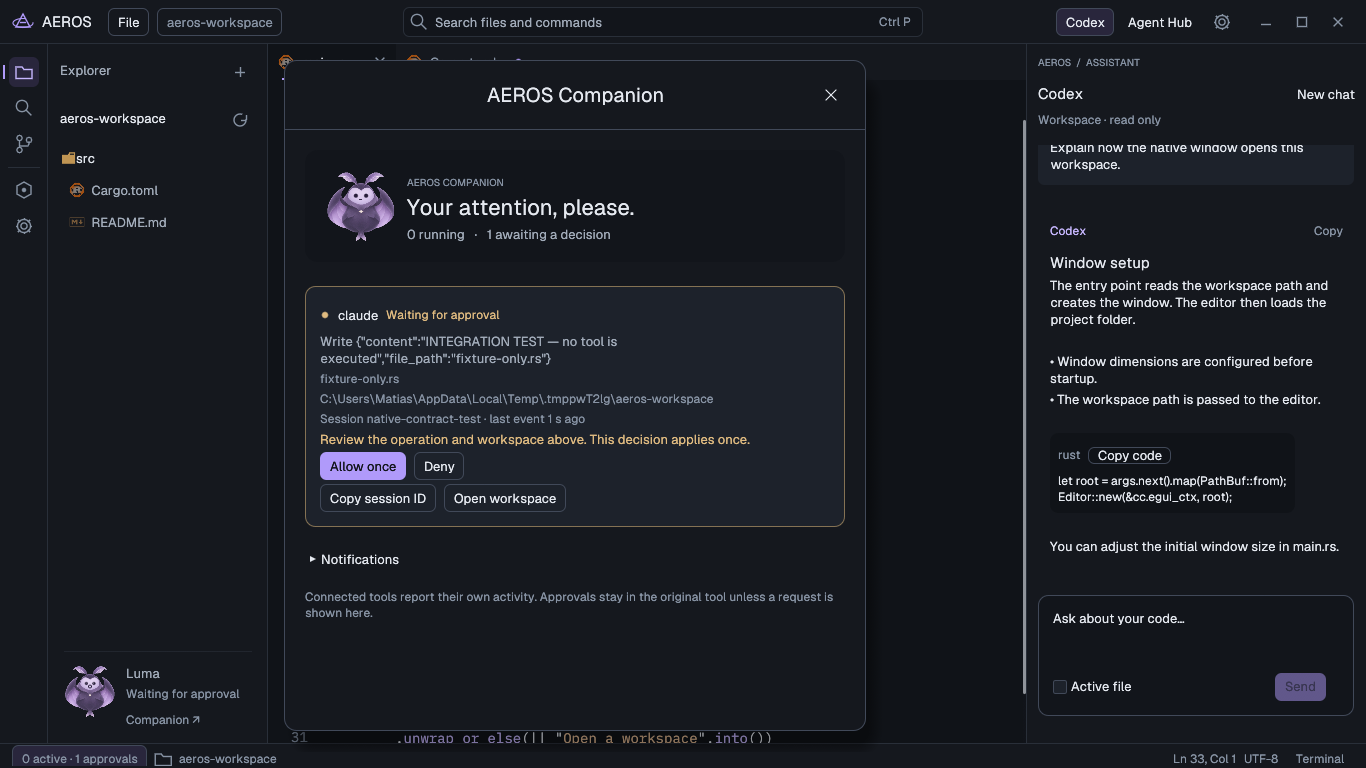 AEROS File aeros-workspace Search files and commands Ctrl P Codex Agent Hub
Explorer
aeros-workspace
src
Cargo.toml
README.md
Luma
Waiting for approval
Companion ↗
AEROS Companion
AEROS COMPANION
Your attention, please.
0 running · 1 awaiting a decision
claude Waiting for approval
Write {"content":"INTEGRATION TEST — no tool is
executed","file_path":"fixture-only.rs"}
fixture-only.rs
C:\Users\Matias\AppData\Local\Temp\.tmppwT2lg\aeros-workspace
Session native-contract-test · last event 1 s ago
Review the operation and workspace above. This decision applies once.
Allow once Deny
Copy session ID Open workspace
Notifications
Connected tools report their own activity. Approvals stay in the original tool unless a request is
shown here.
31 .unwrap_or_else(|| "Open a workspace".into())
AEROS / ASSISTANT
Codex New chat
Workspace · read only
Explain how the native window opens this
workspace.
Codex Copy
Window setup
The entry point reads the workspace path and
creates the window. The editor then loads the
project folder.
• Window dimensions are configured before
startup.
• The workspace path is passed to the editor.
rust Copy code
let root = args.next().map(PathBuf::from);
Editor::new(&cc.egui_ctx, root);
You can adjust the initial window size in main.rs.
Ask about your code…
Active file Send
0 active · 1 approvals aeros-workspace Ln 33, Col 1 UTF-8 Terminal